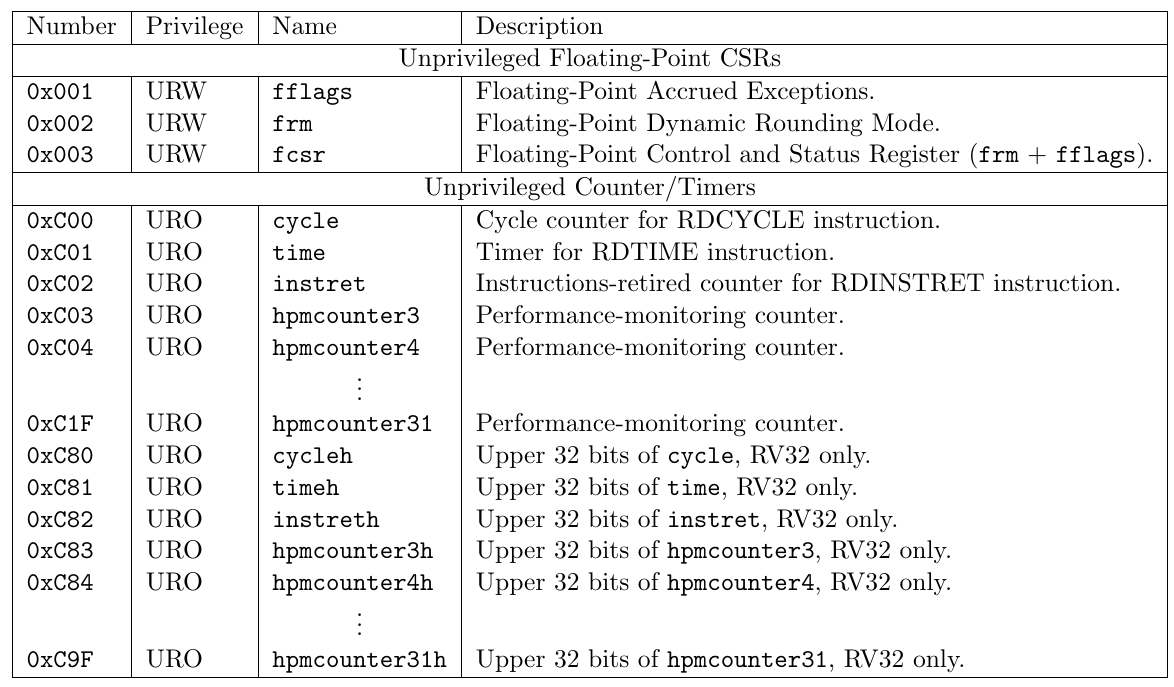 Number Privilege Name Description
Unprivileged Floating-Point CSRs
0x001 URW fflags Floating-Point Accrued Exceptions.
0x002 URW frm Floating-Point Dynamic Rounding Mode.
0x003 URW fcsr Floating-Point Control and Status Register (frm + fflags).
Unprivileged Counter/Timers
0xC00 URO cycle Cycle counter for RDCYCLE instruction.
0xC01 URO time Timer for RDTIME instruction.
0xC02 URO instret Instructions-retired counter for RDINSTRET instruction.
0xC03 URO hpmcounter3 Performance-monitoring counter.
0xC04 URO hpmcounter4 Performance-monitoring counter.
⋮
0xC1F URO hpmcounter31 Performance-monitoring counter.
0xC80 URO cycleh Upper 32 bits of cycle, RV32 only.
0xC81 URO timeh Upper 32 bits of time, RV32 only.
0xC82 URO instreth Upper 32 bits of instret, RV32 only.
0xC83 URO hpmcounter3h Upper 32 bits of hpmcounter3, RV32 only.
0xC84 URO hpmcounter4h Upper 32 bits of hpmcounter4, RV32 only.
⋮
0xC9F URO hpmcounter31h Upper 32 bits of hpmcounter31, RV32 only.